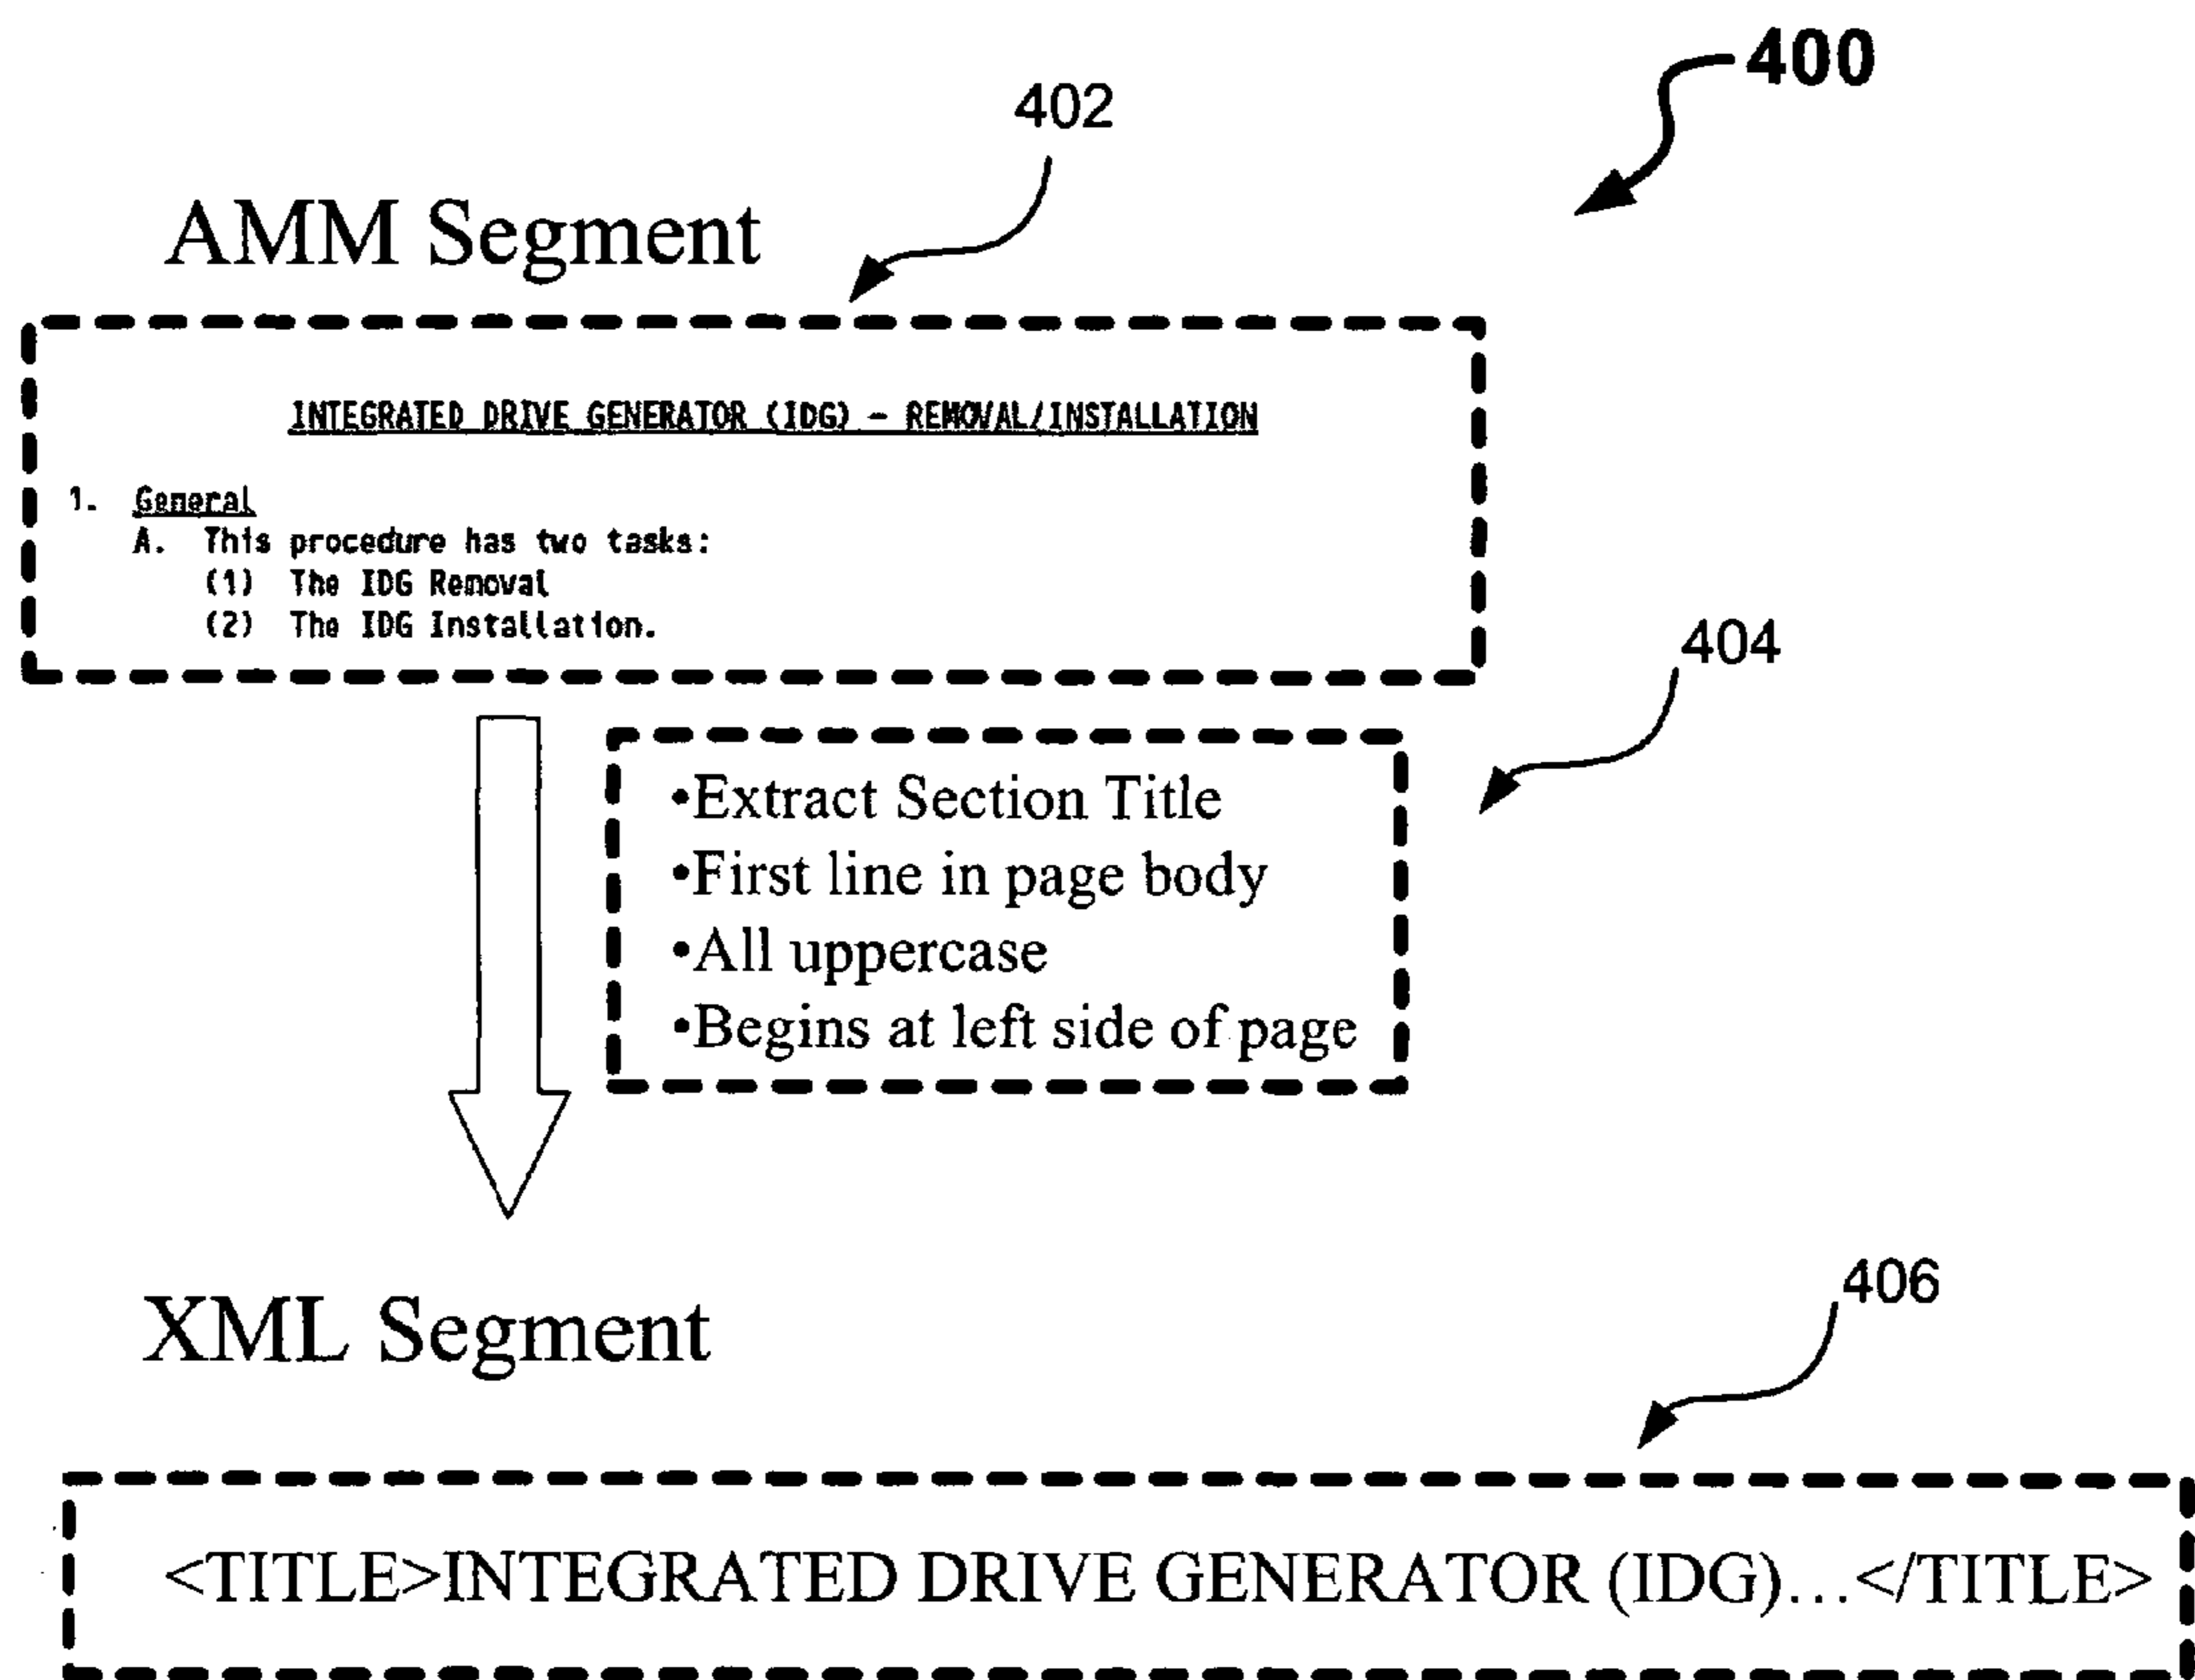 400
402
AMM Segment
INTEGRATED DRIVE GENERATOR (IDG) - REMOVAL/INSTALLATION
1. General
A. This procedure has two tasks:
(1) The IDG Removal
(2) The IDG Installation.
404
•Extract Section Title
•First line in page body
•All uppercase
•Begins at left side of page
XML Segment
406
<TITLE>INTEGRATED DRIVE GENERATOR (IDG)...</TITLE>